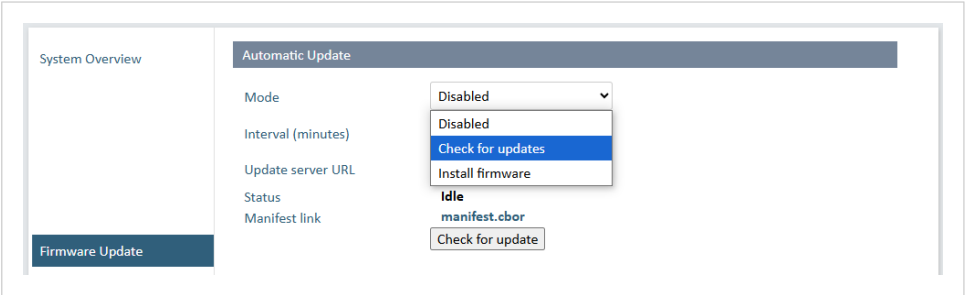 System Overview
Automatic Update
Mode
Disabled
Disabled
Interval (minutes)
Check for updates
Update server URL
Install firmware
Status
Idle
Manifest link
manifest.cbor
Check for update
Firmware Update